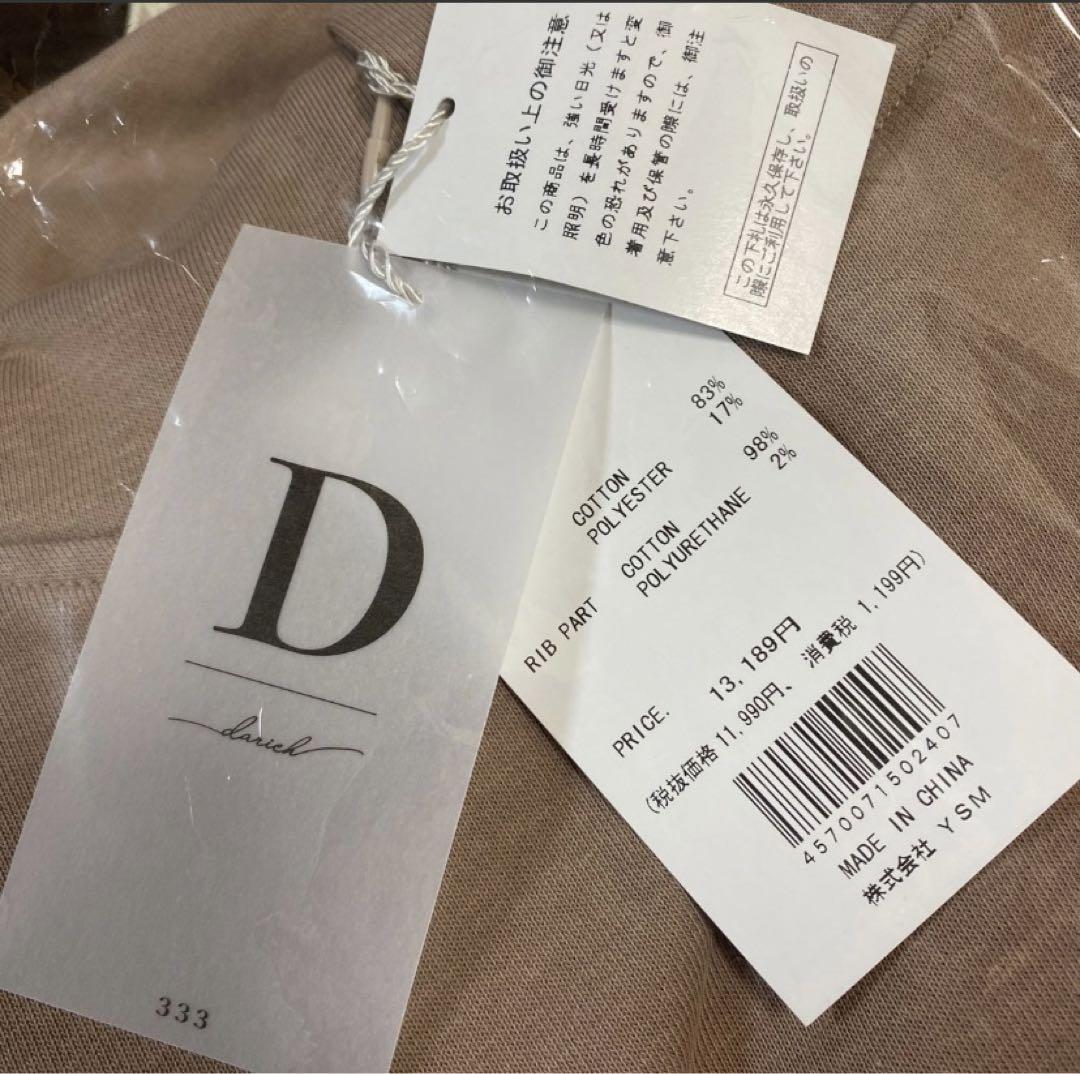 お取扱い上の御注意
この商品は、強い日光（又は
照明）を長時間受けますと変
色の恐れがありますので、御
着用及び保管の際には、御注
意下さい。
この下札は永久保存し、取扱いの
際にご利用して下さい。
D
darich
333
COTTON 83%
POLYESTER 17%
COTTON 98%
RIB PART POLYURETHANE 2%
PRICE. 13,189円
(税抜価格11,990円、 消費税1,199円)
4570071502407
MADE IN CHINA
株式会社 YSM